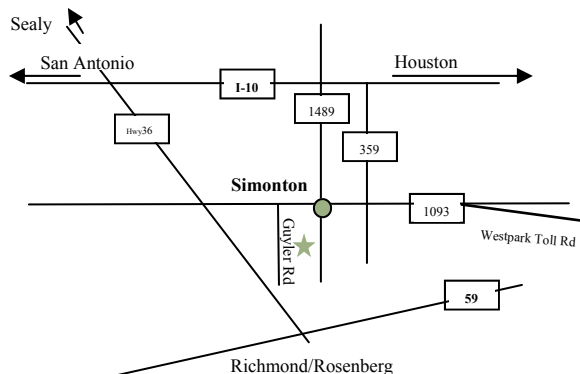 Sealy
San Antonio
Houston
I-10
1489
Hwy36
359
Simonton
1093
Guyler Rd
Westpark Toll Rd
59
Richmond/Rosenberg